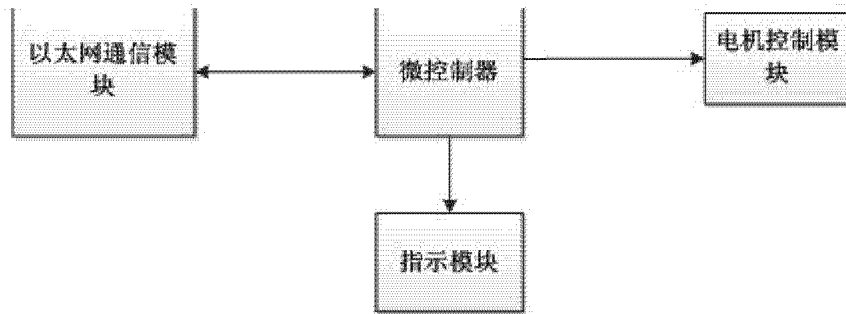 以太网通信模
块
微控制器
电机控制模
块
指示模块